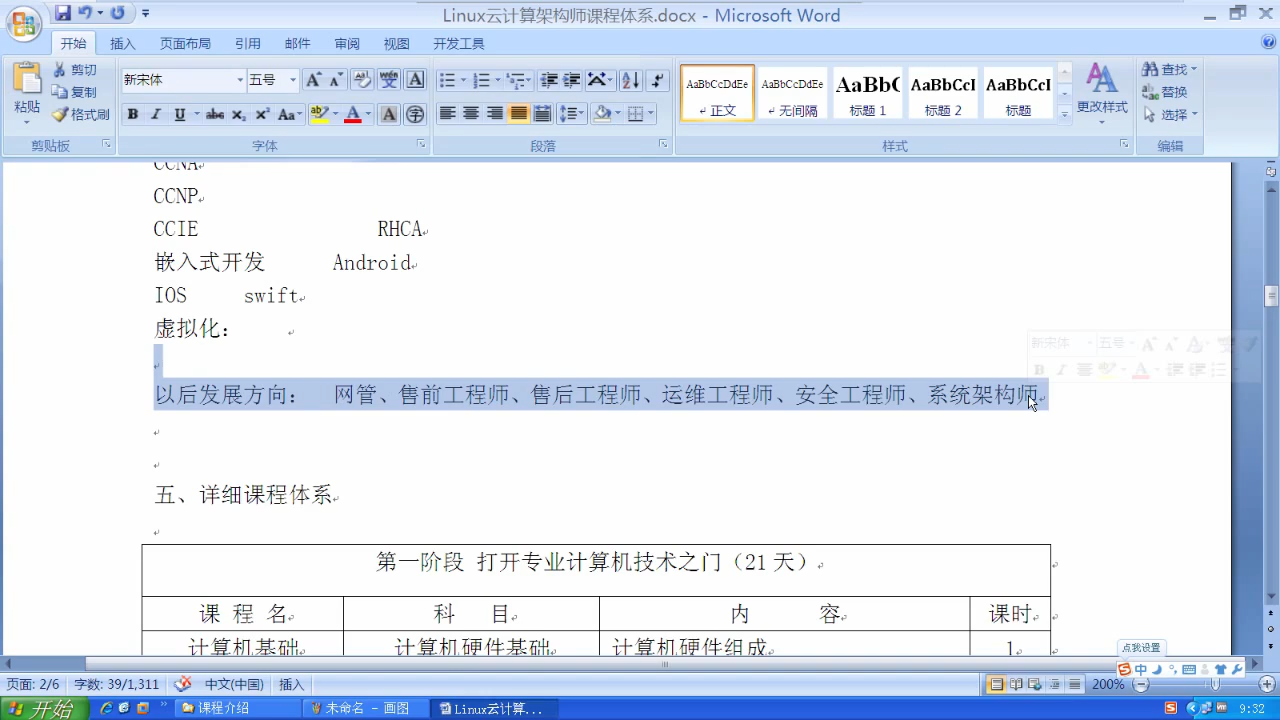 Linux云计算架构师课程体系.docx - Microsoft Word
开始 插入 页面布局 引用 邮件 审阅 视图 开发工具
粘贴 剪切 复制 格式刷
新宋体 五号
AaBbCcDdEe AaBbCcDdEe AaBbC AaBbCcI AaBbCcI
正文 无间隔 标题 1 标题 2 标题
更改样式
查找 替换 选择
剪贴板 字体 段落 样式 编辑
CCNA
CCNP
CCIE RHCA
嵌入式开发 Android
IOS swift
虚拟化：
新宋体 五号
以后发展方向： 网管、售前工程师、售后工程师、运维工程师、安全工程师、系统架构师
五、详细课程体系
第一阶段 打开专业计算机技术之门（21 天）
课 程 名 科 目 内 容 课时
计算机基础 计算机硬件基础 计算机硬件组成 1
点我设置
中
页面: 2/6 字数: 39/1,311 中文(中国) 插入 200%
开始 课程介绍 未命名 - 画图 Linux云计算... 9:32